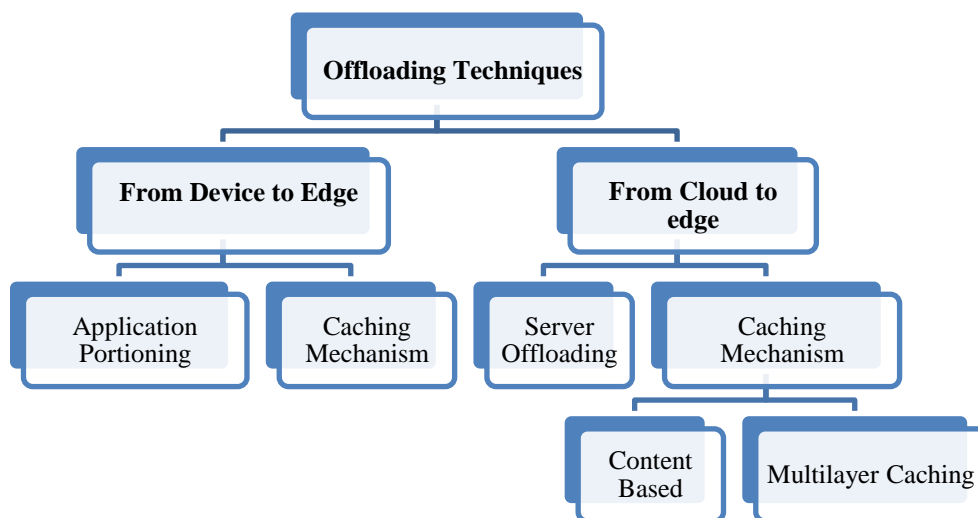 Offloading Techniques
From Device to Edge
From Cloud to
edge
Application
Portioning
Caching
Mechanism
Server
Offloading
Caching
Mechanism
Content
Based
Multilayer Caching